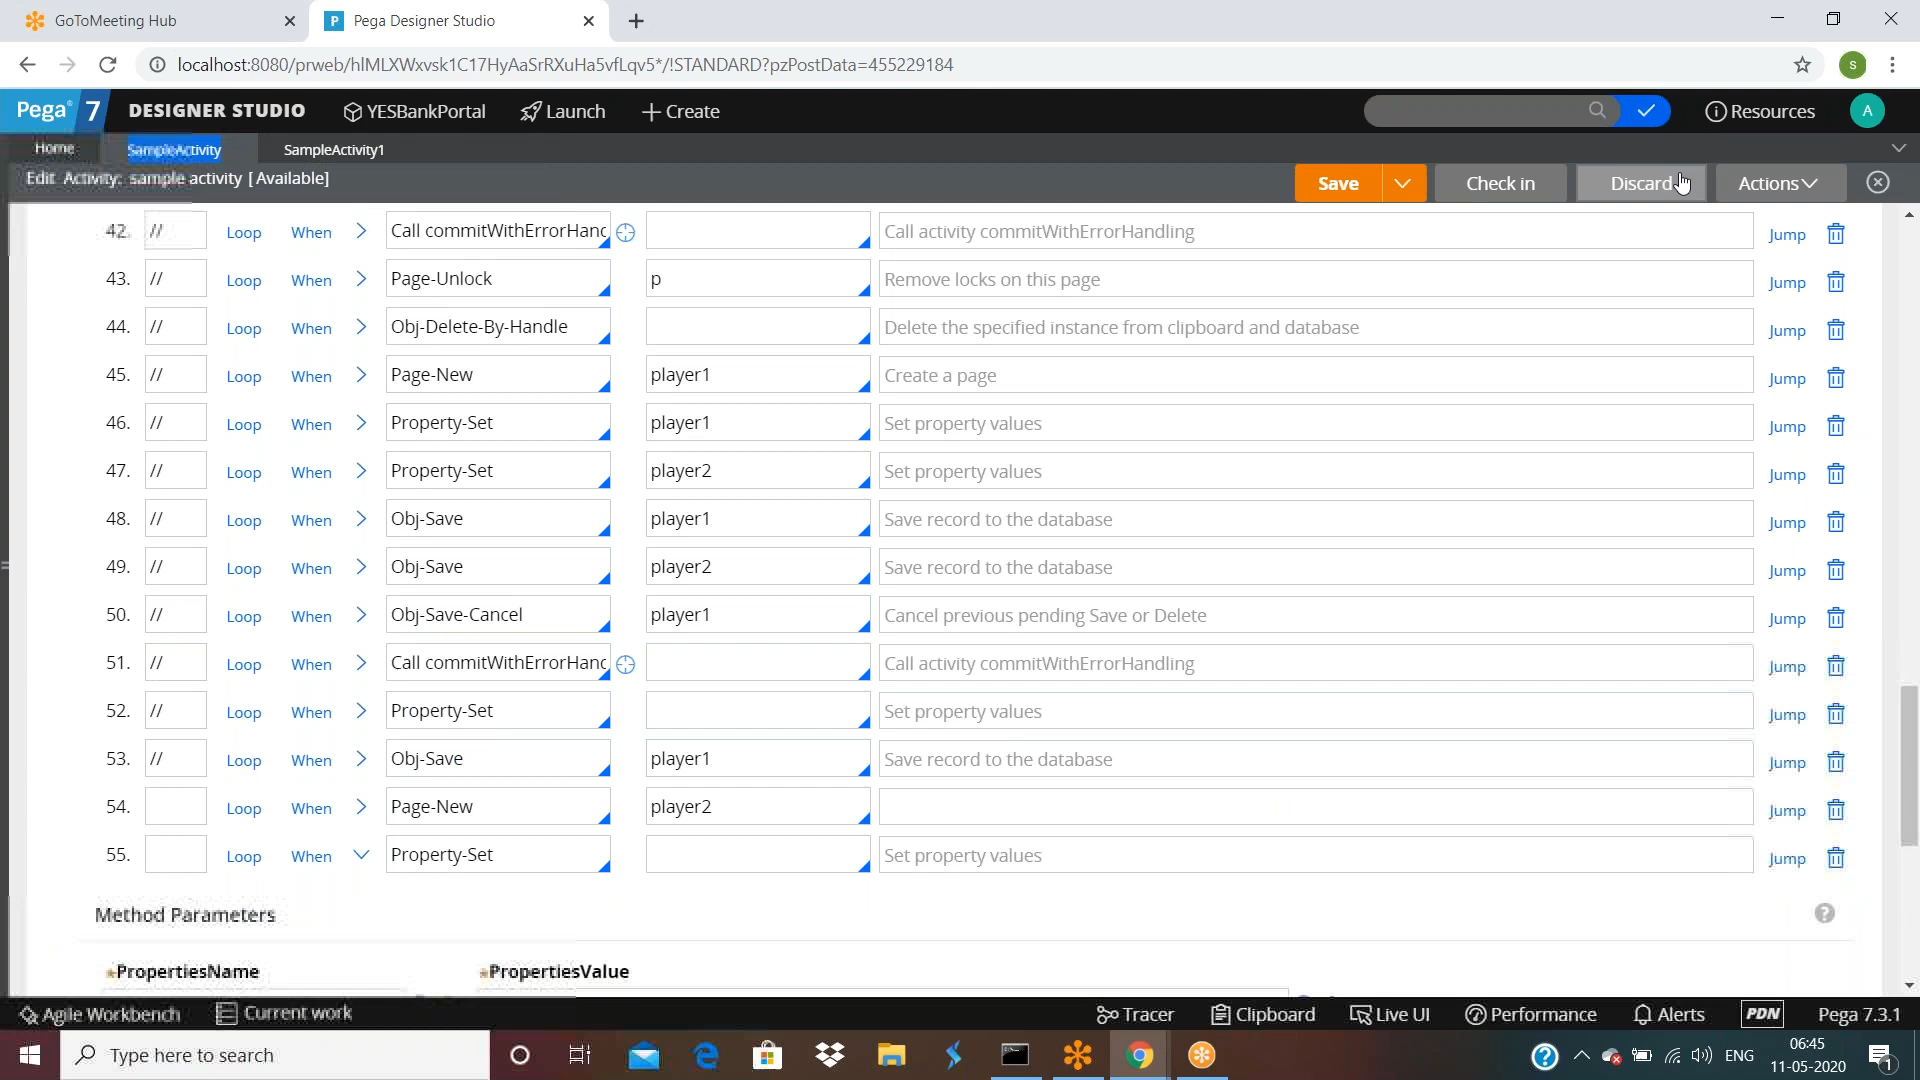 GoToMeeting Hub
Pega Designer Studio
localhost:8080/prweb/hIMLXWxvsk1C17HyAaSrRXuHa5vfLqv5*/!STANDARD?pzPostData=455229184
S
Pega 7 DESIGNER STUDIO YESBankPortal Launch Create Resources A
Home SampleActivity SampleActivity1
Edit Activity: sample activity [Available] Save Check in Discard Actions
42. // Loop When Call commitWithErrorHanc Call activity commitWithErrorHandling Jump
43. // Loop When Page-Unlock p Remove locks on this page Jump
44. // Loop When Obj-Delete-By-Handle Delete the specified instance from clipboard and database Jump
45. // Loop When Page-New player1 Create a page Jump
46. // Loop When Property-Set player1 Set property values Jump
47. // Loop When Property-Set player2 Set property values Jump
48. // Loop When Obj-Save player1 Save record to the database Jump
49. // Loop When Obj-Save player2 Save record to the database Jump
50. // Loop When Obj-Save-Cancel player1 Cancel previous pending Save or Delete Jump
51. // Loop When Call commitWithErrorHanc Call activity commitWithErrorHandling Jump
52. // Loop When Property-Set Set property values Jump
53. // Loop When Obj-Save player1 Save record to the database Jump
54. Loop When Page-New player2 Jump
55. Loop When Property-Set Set property values Jump
Method Parameters
PropertiesName PropertiesValue
Agile Workbench Current work Tracer Clipboard Live UI Performance Alerts PDN Pega 7.3.1
Type here to search ENG 06:45
11-05-2020
1